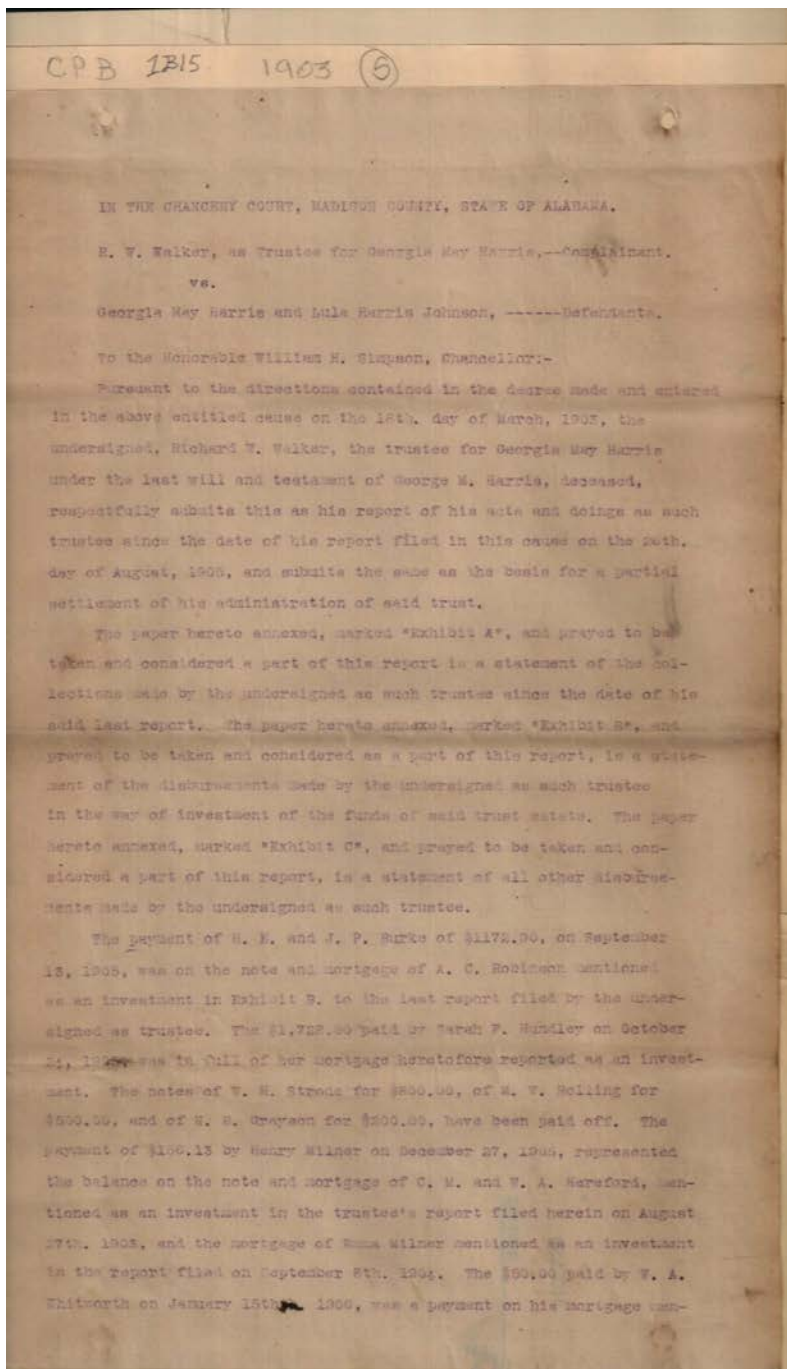 CPB 1B15 1903 (5)
IN THE CHANCERY COURT, MADISON COUNTY, STATE OF ALABAMA.
R. W. Walker, as Trustee for Georgia May Harris,--Complainant.
vs.
Georgia May Harris and Lula Harris Johnson, ------Defendants.
To the Honorable William H. Simpson, Chancellor:-
Pursuant to the directions contained in the decree made and entered
in the above entitled cause on the 18th. day of March, 1903, the
undersigned, Richard W. Walker, the trustee for Georgia May Harris
under the last will and testament of George M. Harris, deceased,
respectfully submits this as his report of his acts and doings as such
trustee since the date of his report filed in this cause on the
day of August, 1905, and submits the same as the basis for a partial
settlement of his administration of said trust.
The paper hereto annexed, marked "Exhibit A", and prayed to be
taken and considered a part of this report is a statement of the col-
lections made by the undersigned as such trustee since the date of his
said last report. The paper hereto annexed, marked "Exhibit B", and
prayed to be taken and considered as a part of this report, is a state-
ment of the disbursements made by the undersigned as such trustee
in the way of investment of the funds of said trust estate. The paper
hereto annexed, marked "Exhibit C", and prayed to be taken and con-
sidered a part of this report, is a statement of all other disburse-
ments made by the undersigned as such trustee.
The payment of H. E. and J. P. Burke of $1172.00, on September
13, 1905, was on the note and mortgage of A. C. Robinson mentioned
as an investment in Exhibit B. to the last report filed by the under-
signed as trustee. The paid by Sarah F. Hundley on October
was in full of her mortgage heretofore reported as an invest-
ment. The notes of W. H. Strode for $800.00, of M. V. Rolling for
$500.00, and of W. H. Grayson for $200.00, have been paid off. The
payment of by Henry Milner on December 27, 1905, represented
the balance on the note and mortgage of C. M. and W. A. Hereford, men-
tioned as an investment in the trustee's report filed herein on August
27th. 1903, and the mortgage of Emma Milner mentioned as an investment
in the report filed on September 8th. 1904. The $50.00 paid by W. A.
Whitworth on January 15th 1906, was a payment on his mortgage men-